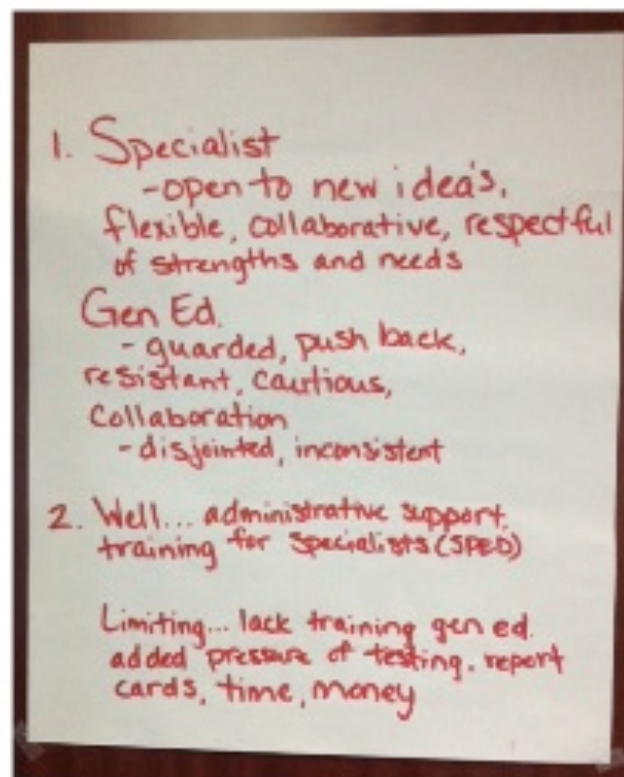 1. Specialist
-open to new idea's,
flexible, collaborative, respectful
of strengths and needs
Gen Ed.
- guarded, push back,
resistant, cautious,
Collaboration
- disjointed, inconsistent
2. Well... administrative support.
training for specialists (SPED)
Limiting... lack training gen ed.
added pressure of testing. report
cards, time, money